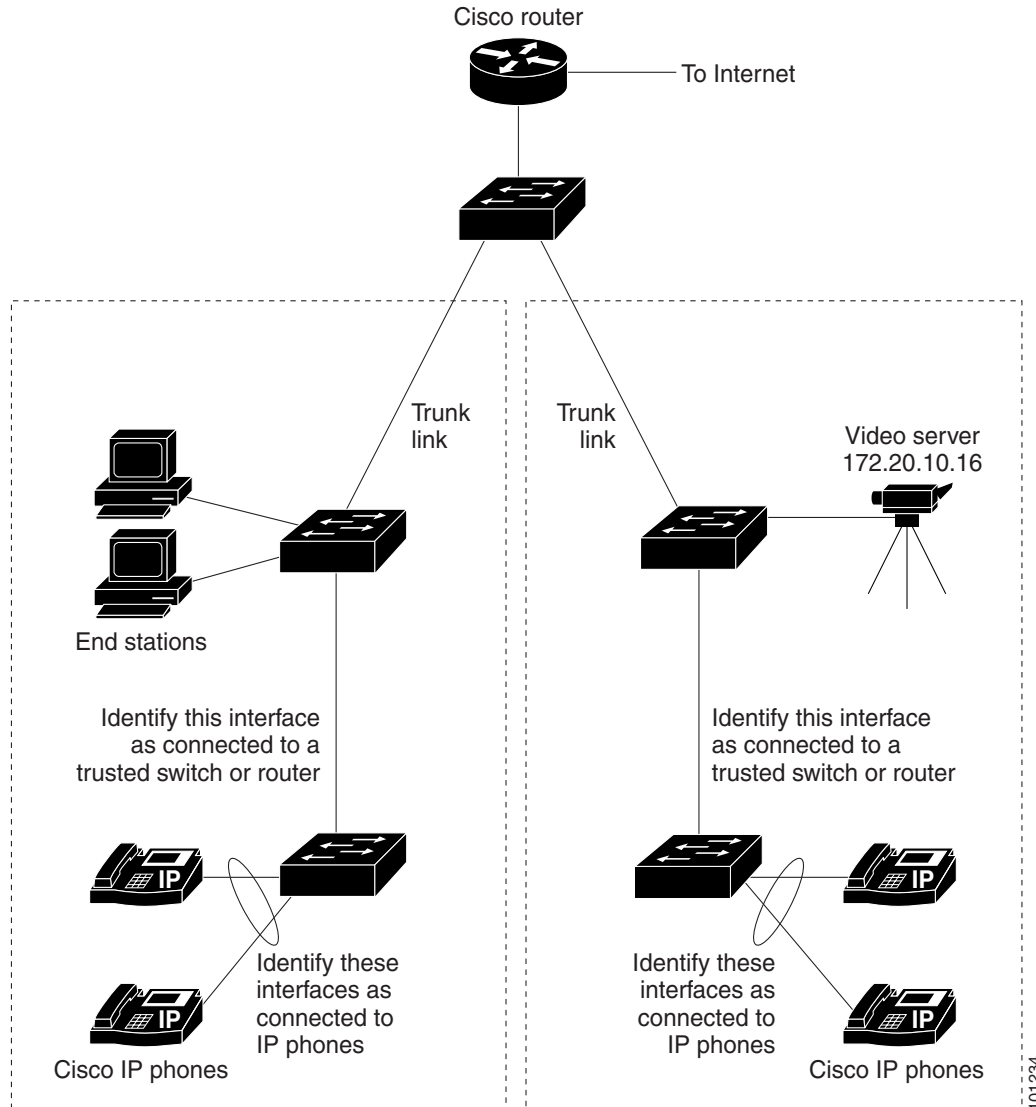 Cisco router
To Internet
Trunk
link
Trunk
link
Video server
172.20.10.16
End stations
Identify this interface
as connected to a
trusted switch or router
Identify this interface
as connected to a
trusted switch or router
IP
IP
IP
IP
Identify these
interfaces as
connected to
IP phones
Identify these
interfaces as
connected to
IP phones
Cisco IP phones
Cisco IP phones
101234